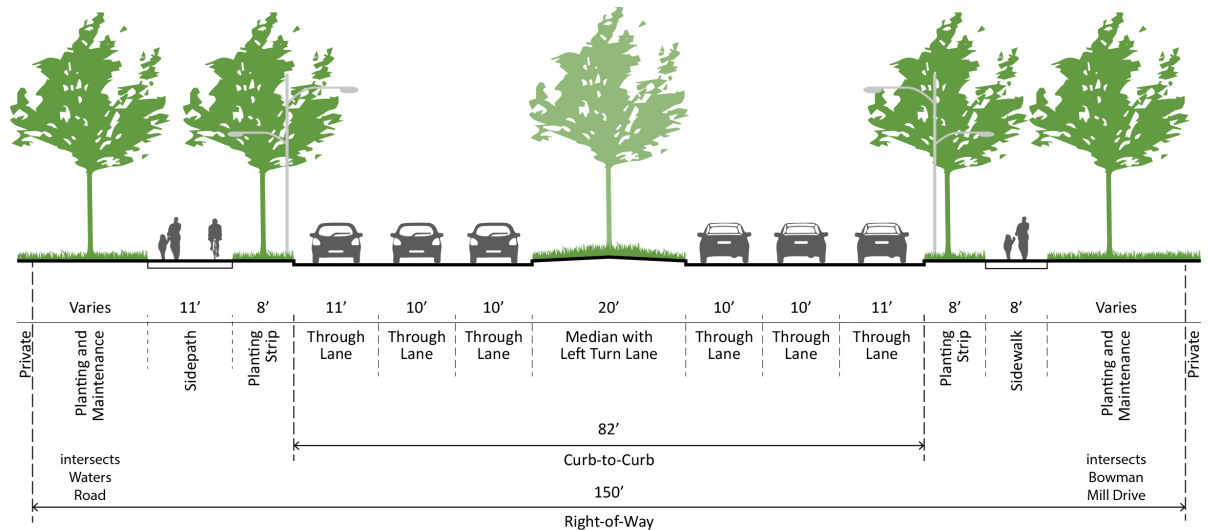 Varies 11’ 8’ 11’ 10’ 10’ 20’ 10’ 10’ 11’ 8’ 8’ Varies
Private
Planting and
Maintenance
Sidepath
Planting
Strip
Through
Lane
Through
Lane
Through
Lane
Median with
Left Turn Lane
Through
Lane
Through
Lane
Through
Lane
Planting
Strip
Sidewalk
Planting and
Maintenance
Private
82’
Curb-to-Curb
intersects
Waters
Road
intersects
Bowman
Mill Drive
150’
Right-of-Way